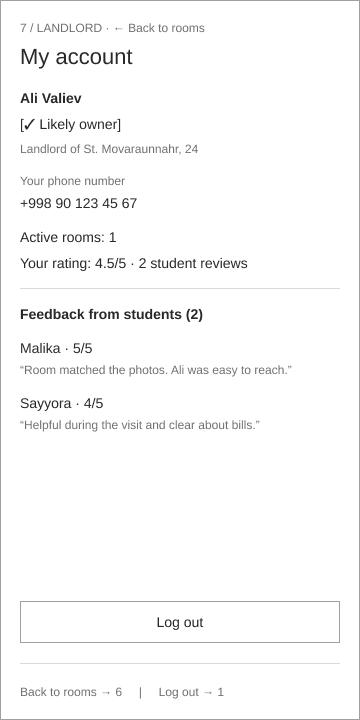 7 / LANDLORD · ← Back to rooms
My account
Ali Valiev
[✓ Likely owner]
Landlord of St. Movaraunnahr, 24
Your phone number
+998 90 123 45 67
Active rooms: 1
Your rating: 4.5/5 · 2 student reviews
Feedback from students (2)
Malika · 5/5
“Room matched the photos. Ali was easy to reach.”
Sayyora · 4/5
“Helpful during the visit and clear about bills.”
Log out
Back to rooms → 6 | Log out → 1